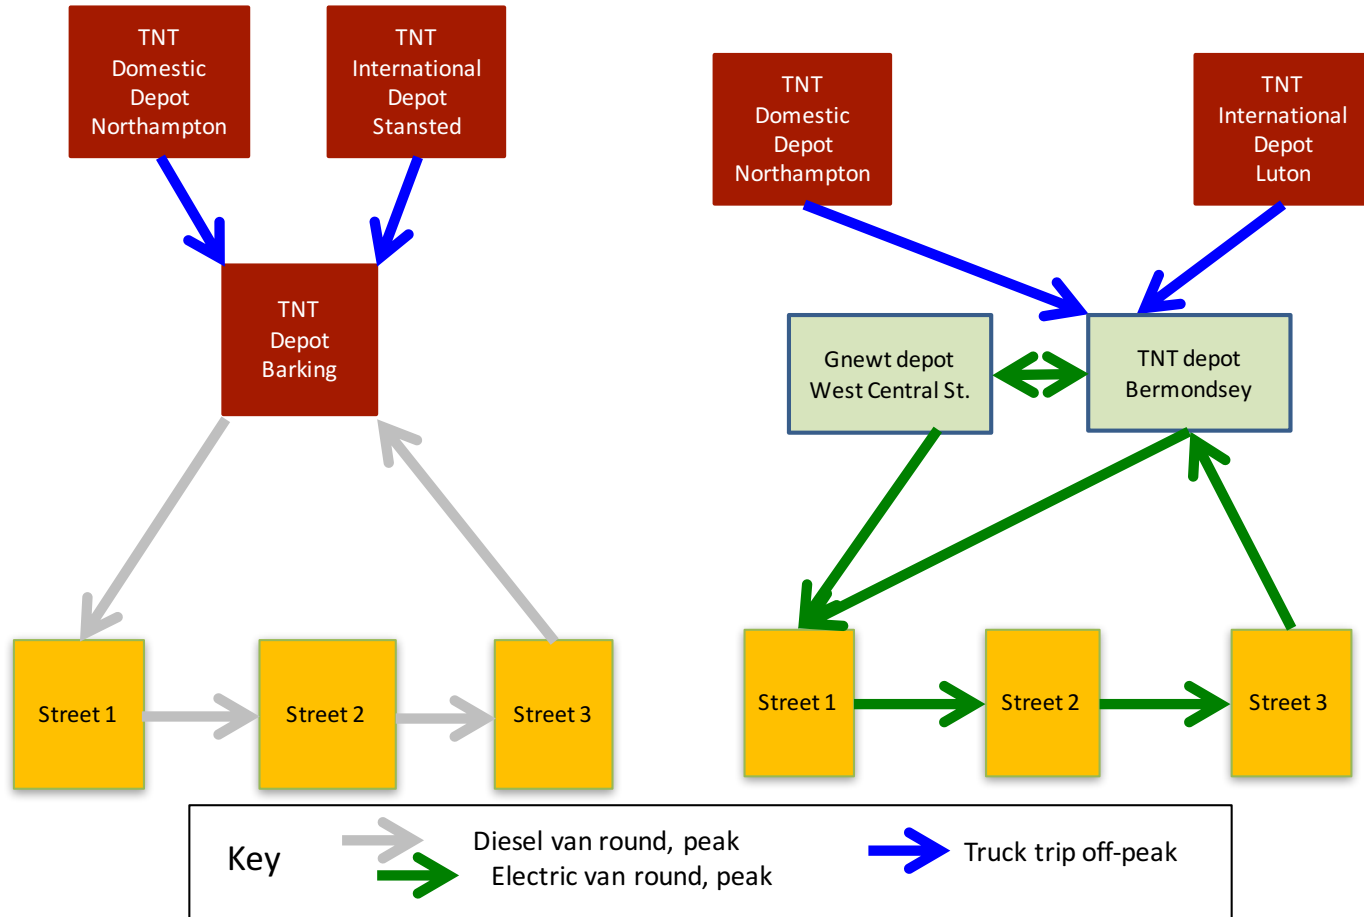 TNT
Domestic
Depot
Northampton
TNT
International
Depot
Stansted
TNT
Domestic
Depot
Northampton
TNT
International
Depot
Luton
TNT
Depot
Barking
Gnewt depot
West Central St.
TNT depot
Bermondsey
Street 1
Street 2
Street 3
Street 1
Street 2
Street 3
Key
Diesel van round, peak
Electric van round, peak
Truck trip off-peak